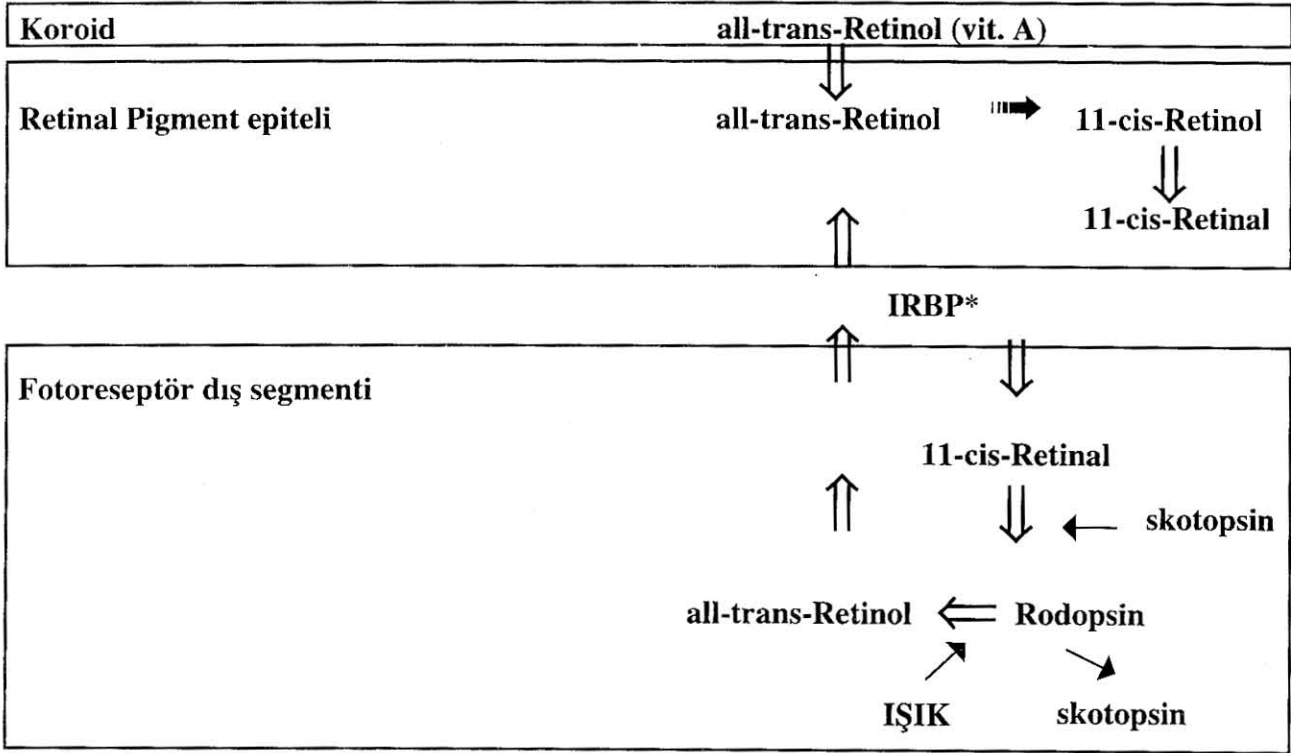 Koroid all-trans-Retinol (vit. A)
Retinal Pigment epiteli all-trans-Retinol 11-cis-Retinol
11-cis-Retinal
IRBP*
Fotoreseptör dış segmenti
11-cis-Retinal
skotopsin
all-trans-Retinol Rodopsin
IŞIK skotopsin